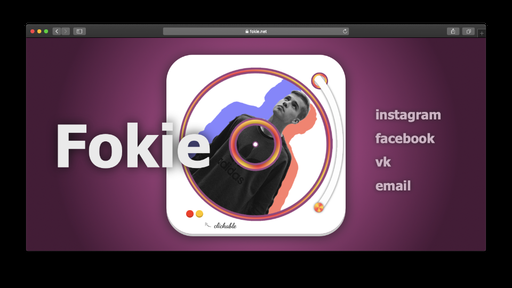 fokie.net
Fokie
instagram
facebook
vk
email
clickable